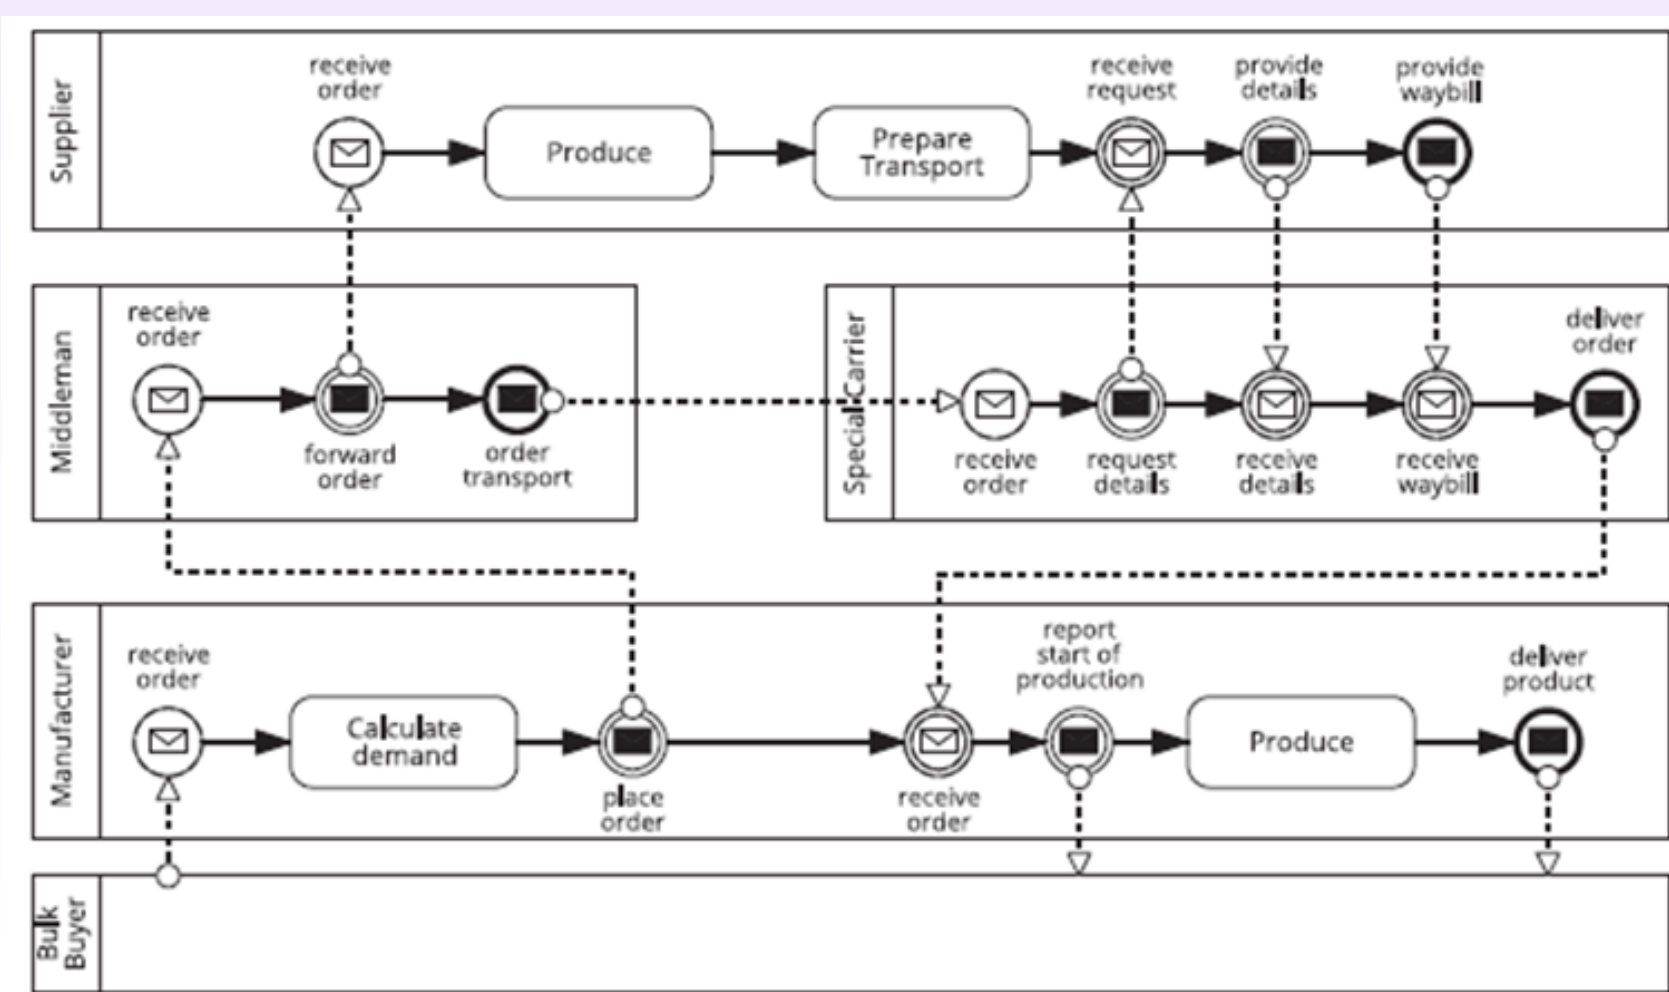 Supplier
receive
order
Produce
Prepare
Transport
receive
request
provide
details
provide
waybill
Middleman
receive
order
forward
order
order
transport
Special Carrier
receive
order
request
details
receive
details
receive
waybill
deliver
order
Manufacturer
receive
order
Calculate
demand
place
order
receive
order
report
start of
production
Produce
deliver
product
Bulk
Buyer